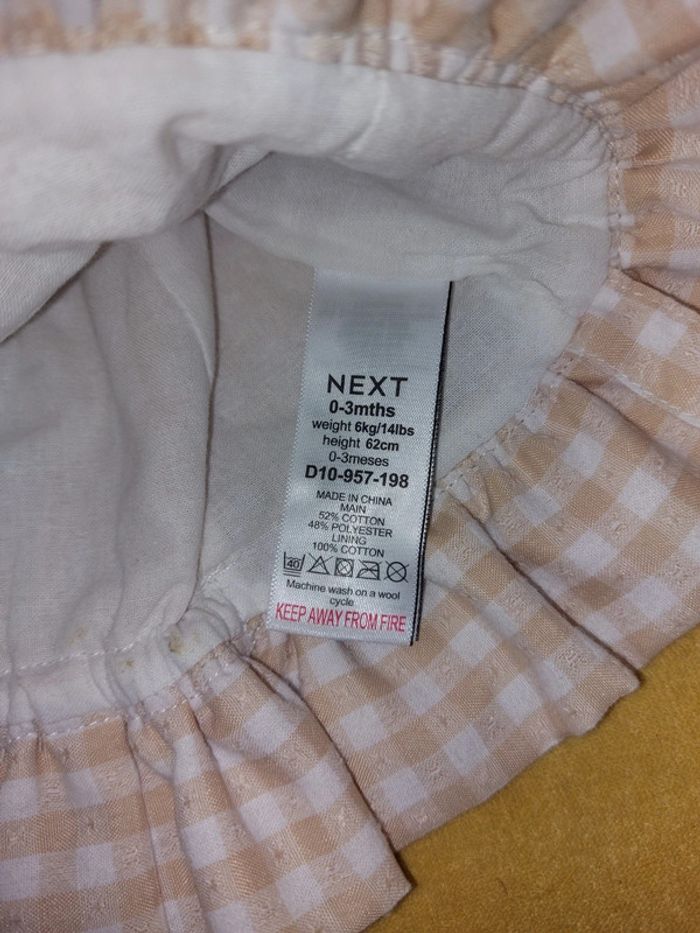 NEXT
0-3mths
weight 6kg/14lbs
height 62cm
0-3meses
D10-957-198
MADE IN CHINA
MAIN
52% COTTON
48% POLYESTER
LINING
100% COTTON
40
Machine wash on a wool
cycle
KEEP AWAY FROM FIRE